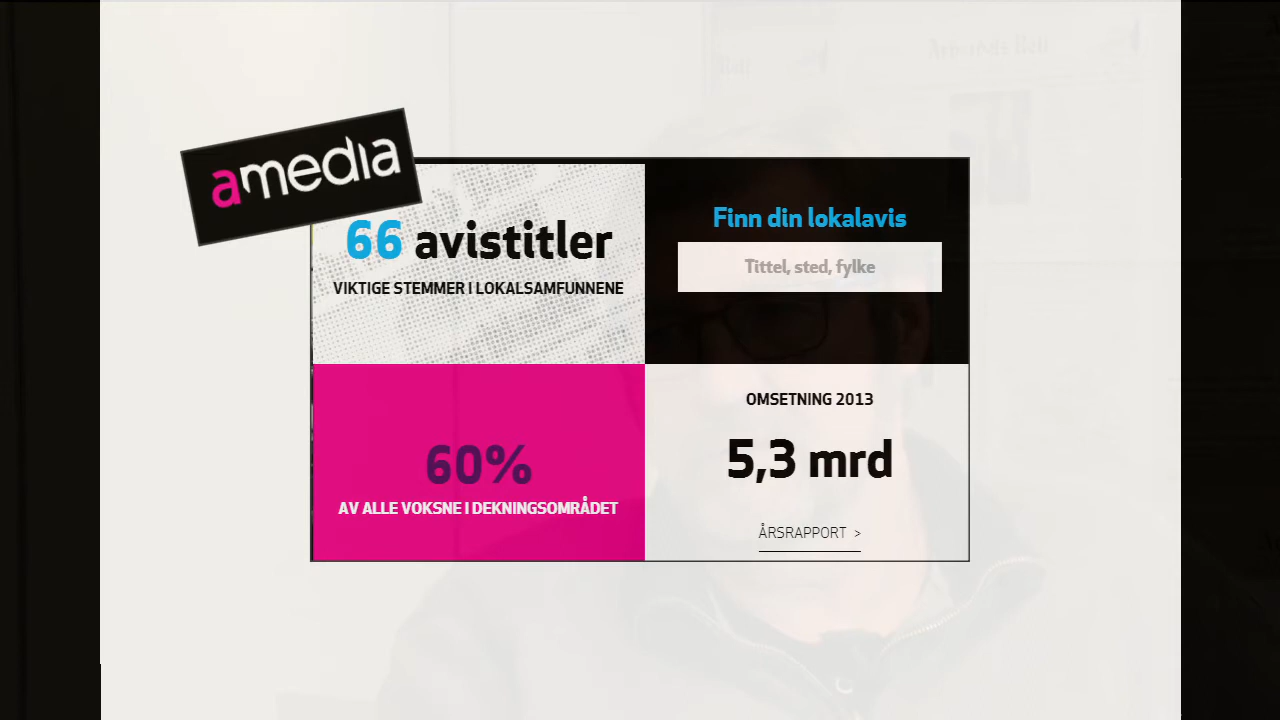 amedia
66 avistitler
VIKTIGE STEMMER I LOKALSAMFUNNENE
Finn din lokalavis
Tittel, sted, fylke
60%
AV ALLE VOKSNE I DEKNINGSOMRÅDET
OMSETNING 2013
5,3 mrd
ÅRSRAPPORT >